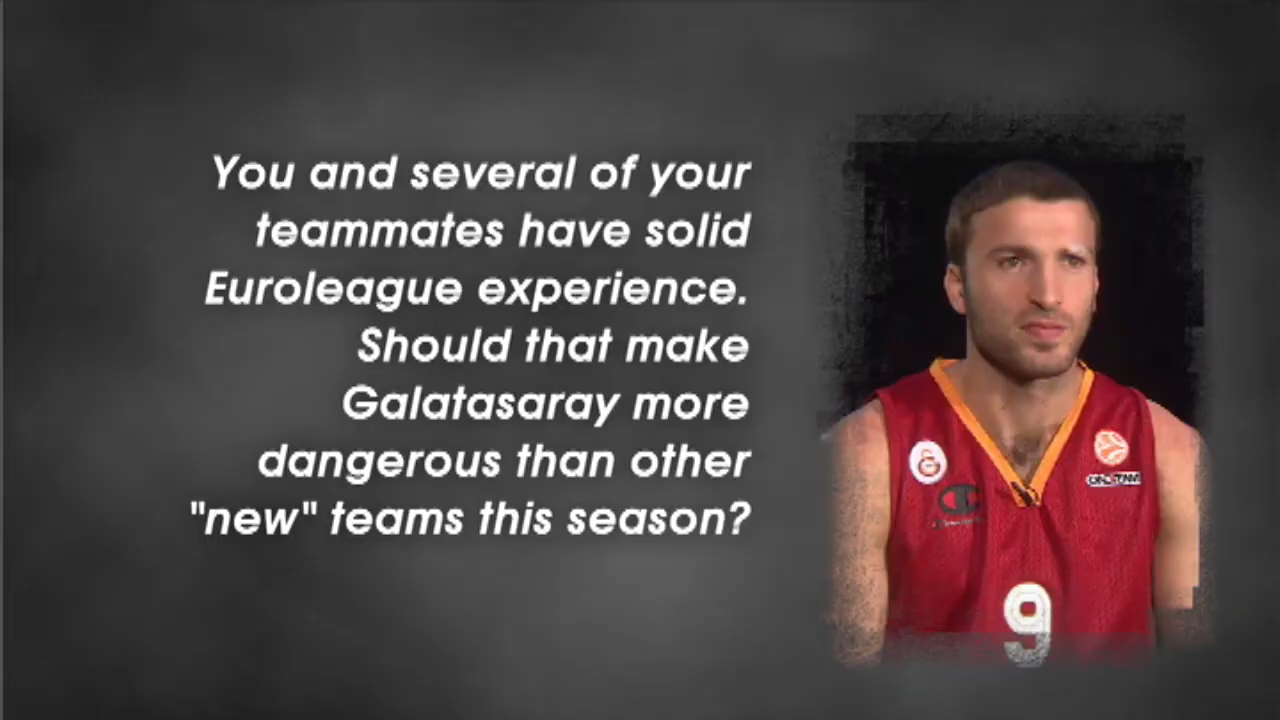 You and several of your
teammates have solid
Euroleague experience.
Should that make
Galatasaray more
dangerous than other
"new" teams this season?
9